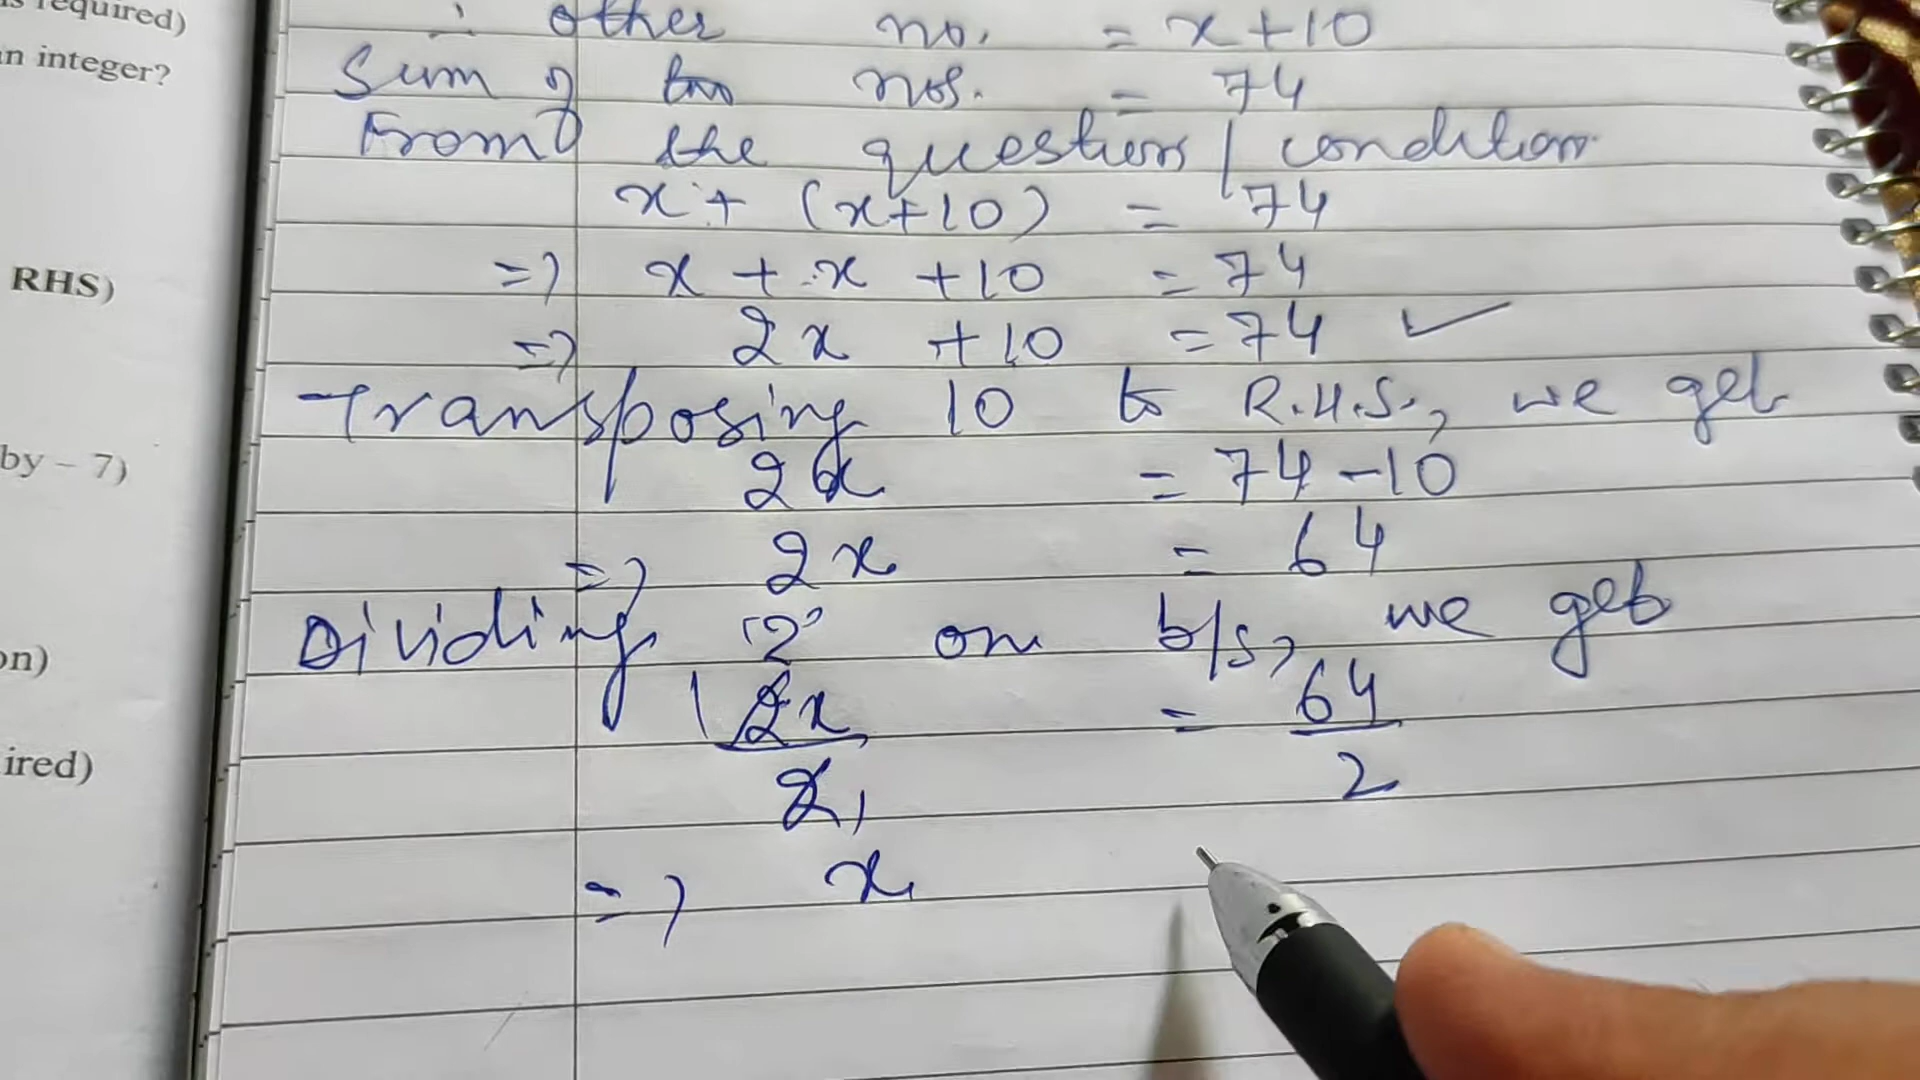 required)
n integer?
RHS)
by – 7)
on)
ired)
∴ other no. = x+10
Sum of two nos. = 74
From the question/condition
x + (x+10) = 74
=> x + x +10 = 74
=> 2x +10 = 74 ✓
Transposing 10 to R.H.S., we get
2x = 74-10
=> 2x = 64
Dividing '2' on b/s, we get
1 2x = 64
2 1 2
=> x